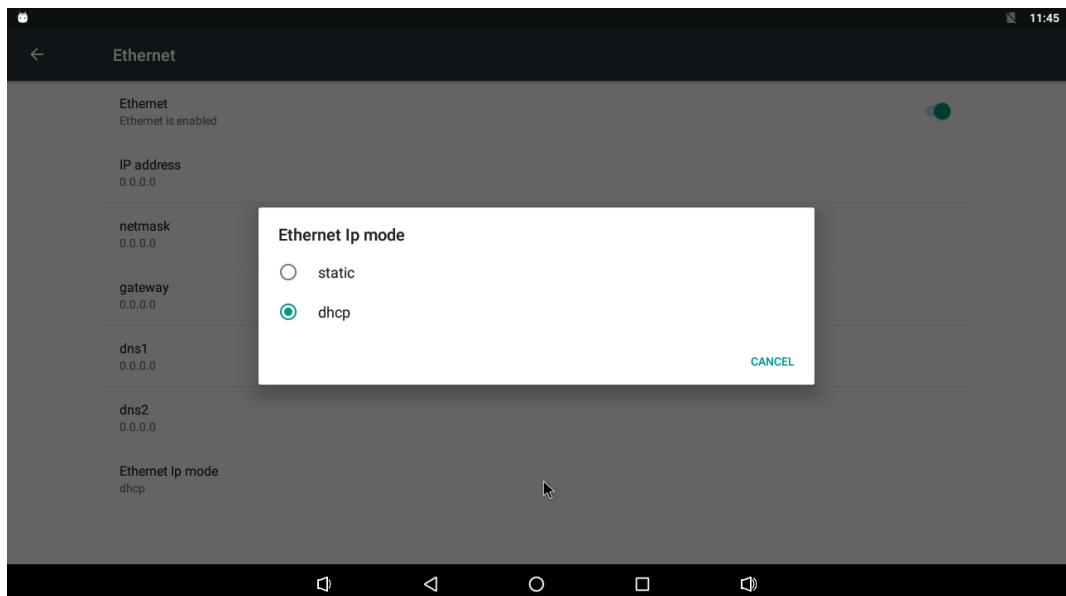 11:45
Ethernet
Ethernet
Ethernet is enabled
IP address
0.0.0.0
netmask
0.0.0.0
gateway
0.0.0.0
dns1
0.0.0.0
dns2
0.0.0.0
Ethernet Ip mode
dhcp
Ethernet Ip mode
static
dhcp
CANCEL